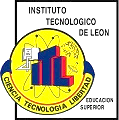 INSTITUTO
TECNOLOGICO
DE LEON
ITL
CIENCIA TECNOLOGIA LIBERTAD
EDUCACION
SUPERIOR